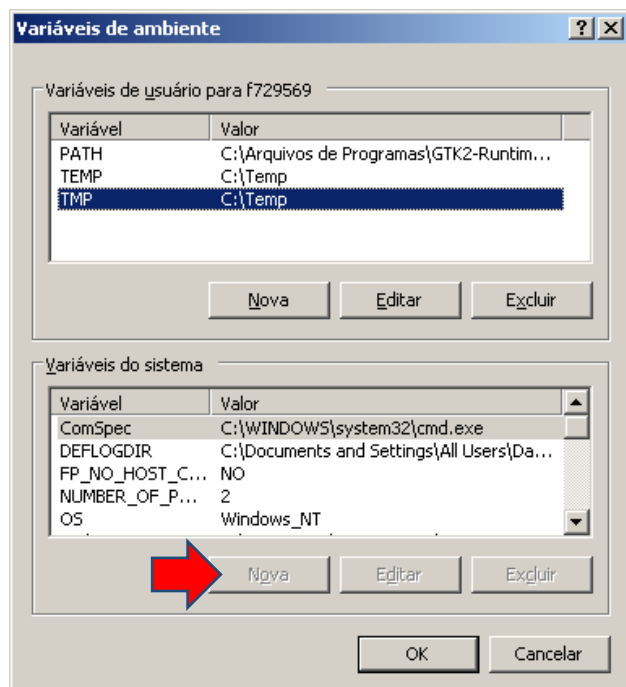 Variáveis de ambiente
Variáveis de usuário para f729569
Variável Valor
PATH C:\Arquivos de Programas\GTK2-Runtim...
TEMP C:\Temp
TMP C:\Temp
Nova Editar Excluir
Variáveis do sistema
Variável Valor
ComSpec C:\WINDOWS\system32\cmd.exe
DEFLOGDIR C:\Documents and Settings\All Users\Da...
FP_NO_HOST_C... NO
NUMBER_OF_P... 2
OS Windows_NT
Nova Editar Excluir
OK Cancelar